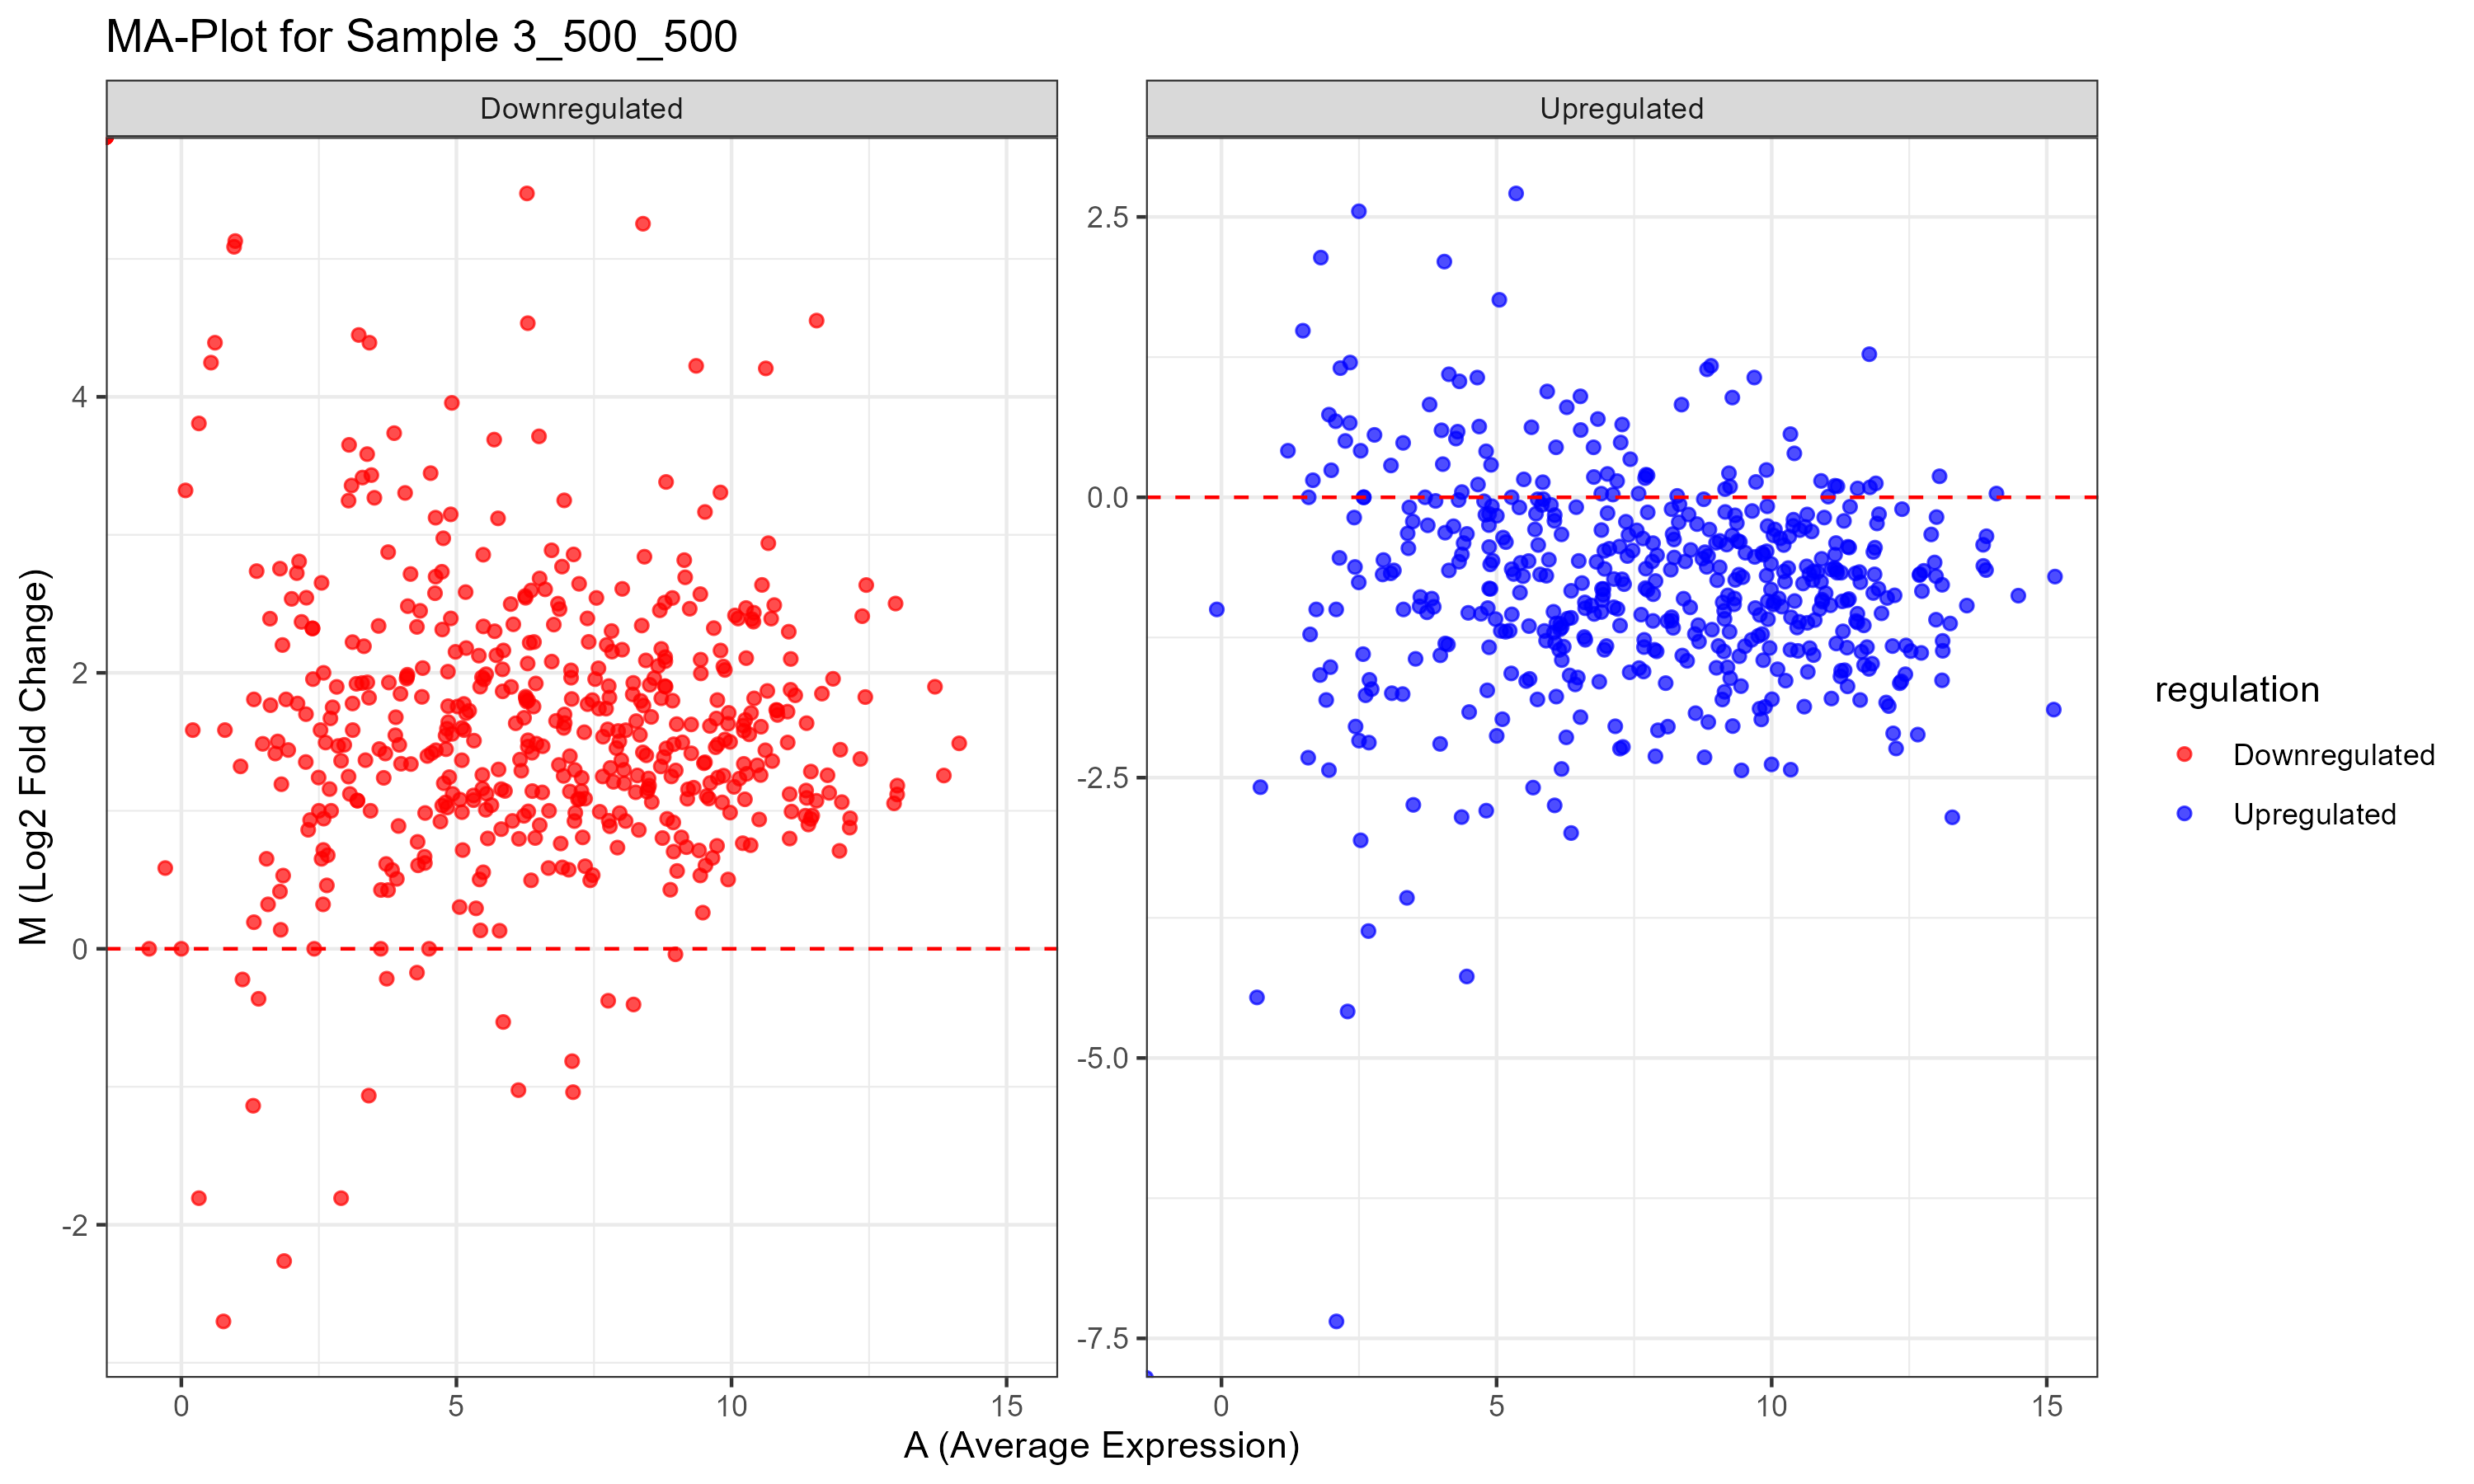 MA-Plot for Sample 3_500_500
Downregulated
Upregulated
M (Log2 Fold Change)
4
2
0
-2
2.5
0.0
-2.5
-5.0
-7.5
0 5 10 15
0 5 10 15
A (Average Expression)
regulation
Downregulated
Upregulated